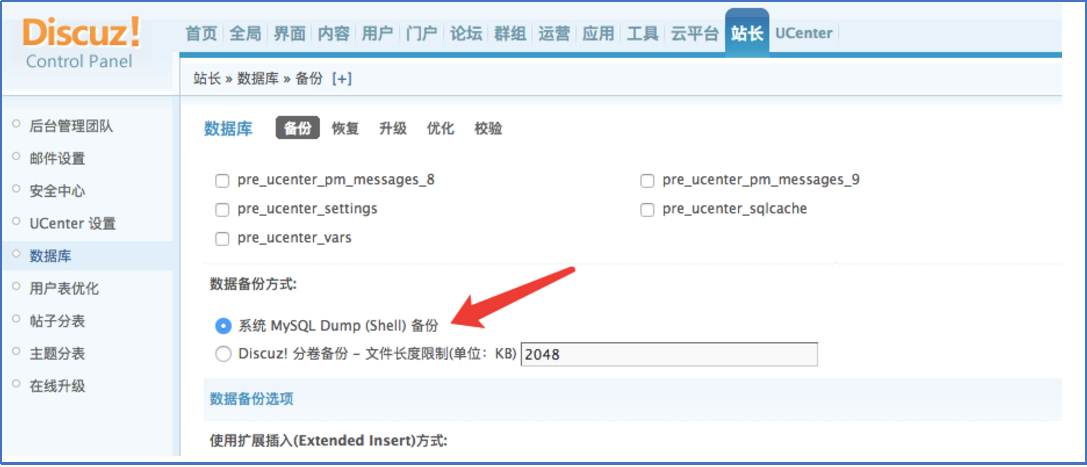 Discuz!
Control Panel
首页 全局 界面 内容 用户 门户 论坛 群组 运营 应用 工具 云平台 站长 UCenter
站长 » 数据库 » 备份 [+]
后台管理团队
邮件设置
安全中心
UCenter 设置
数据库
用户表优化
帖子分表
主题分表
在线升级
数据库 备份 恢复 升级 优化 校验
pre_ucenter_pm_messages_8 pre_ucenter_pm_messages_9
pre_ucenter_settings pre_ucenter_sqlcache
pre_ucenter_vars
数据备份方式:
系统 MySQL Dump (Shell) 备份
Discuz! 分卷备份 - 文件长度限制(单位：KB) 2048
数据备份选项
使用扩展插入(Extended Insert)方式: